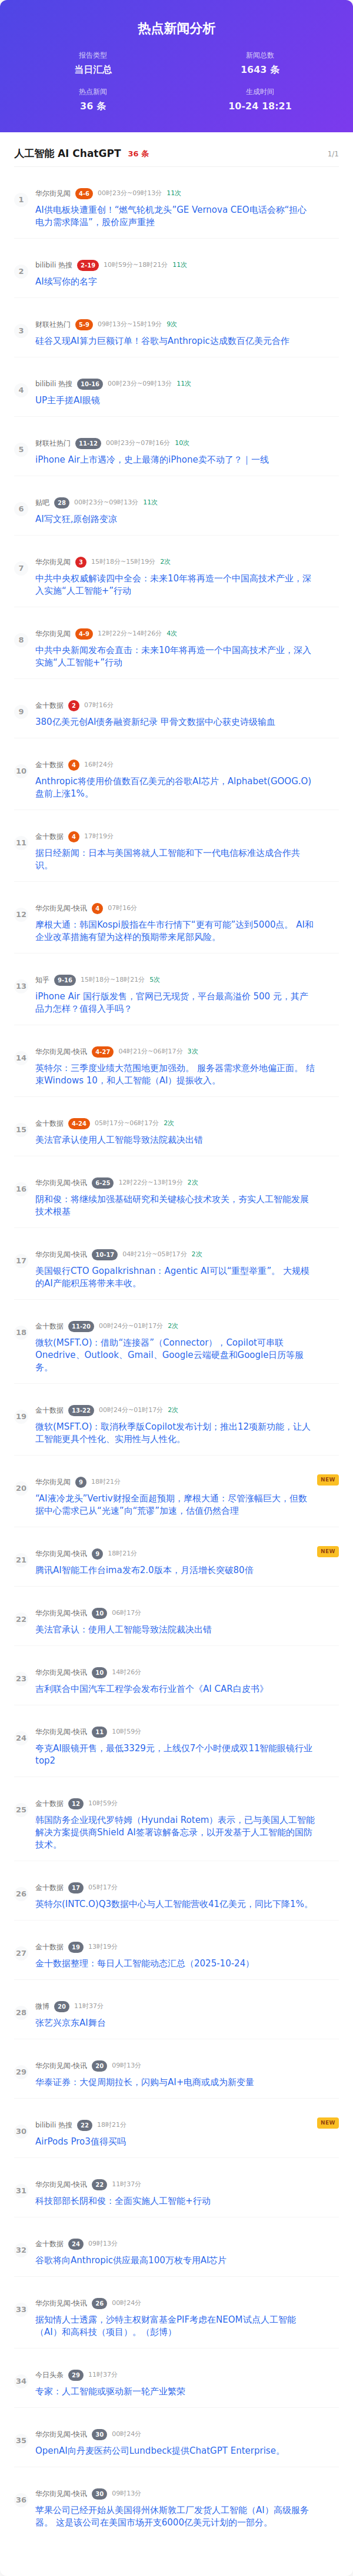 热点新闻分析
报告类型
新闻总数
当日汇总
1643 条
热点新闻
生成时间
36 条
10-24 18:21
人工智能 AI ChatGPT 36 条 1/1
1
华尔街见闻 4-6 00时23分~09时13分 11次
AI供电板块遭重创！“燃气轮机龙头”GE Vernova CEO电话会称“担心
电力需求降温”，股价应声重挫
2
bilibili 热搜 2-19 10时59分~18时21分 11次
AI续写你的名字
3
财联社热门 5-9 09时13分~15时19分 9次
硅谷又现AI算力巨额订单！谷歌与Anthropic达成数百亿美元合作
4
bilibili 热搜 10-16 00时23分~09时13分 11次
UP主手搓AI眼镜
5
财联社热门 11-12 00时23分~07时16分 10次
iPhone Air上市遇冷，史上最薄的iPhone卖不动了？｜一线
6
贴吧 28 00时23分~09时13分 11次
AI写文狂,原创路变凉
7
华尔街见闻 3 15时18分~15时19分 2次
中共中央权威解读四中全会：未来10年将再造一个中国高技术产业，深
入实施“人工智能+”行动
8
华尔街见闻 4-9 12时22分~14时26分 4次
中共中央新闻发布会直击：未来10年将再造一个中国高技术产业，深入
实施“人工智能+”行动
9
金十数据 2 07时16分
380亿美元创AI债务融资新纪录 甲骨文数据中心获史诗级输血
10
金十数据 4 16时24分
Anthropic将使用价值数百亿美元的谷歌AI芯片，Alphabet(GOOG.O)
盘前上涨1%。
11
金十数据 4 17时19分
据日经新闻：日本与美国将就人工智能和下一代电信标准达成合作共
识。
12
华尔街见闻-快讯 4 07时16分
摩根大通：韩国Kospi股指在牛市行情下“更有可能”达到5000点。 AI和
企业改革措施有望为这样的预期带来尾部风险。
13
知乎 9-16 15时18分~18时21分 5次
iPhone Air 国行版发售，官网已无现货，平台最高溢价 500 元，其产
品力怎样？值得入手吗？
14
华尔街见闻-快讯 4-27 04时21分~06时17分 3次
英特尔：三季度业绩大范围地更加强劲。 服务器需求意外地偏正面。 结
束Windows 10，和人工智能（AI）提振收入。
15
金十数据 4-24 05时17分~06时17分 2次
美法官承认使用人工智能导致法院裁决出错
16
华尔街见闻-快讯 6-25 12时22分~13时19分 2次
阴和俊：将继续加强基础研究和关键核心技术攻关，夯实人工智能发展
技术根基
17
华尔街见闻-快讯 10-17 04时21分~05时17分 2次
美国银行CTO Gopalkrishnan：Agentic AI可以“重型举重”。 大规模
的AI产能积压将带来丰收。
18
金十数据 11-20 00时24分~01时17分 2次
微软(MSFT.O)：借助“连接器”（Connector），Copilot可串联
Onedrive、Outlook、Gmail、Google云端硬盘和Google日历等服
务。
19
金十数据 13-22 00时24分~01时17分 2次
微软(MSFT.O)：取消秋季版Copilot发布计划；推出12项新功能，让人
工智能更具个性化、实用性与人性化。
20
华尔街见闻 9 18时21分 NEW
“AI液冷龙头”Vertiv财报全面超预期，摩根大通：尽管涨幅巨大，但数
据中心需求已从“光速”向“荒谬”加速，估值仍然合理
21
华尔街见闻-快讯 9 18时21分 NEW
腾讯AI智能工作台ima发布2.0版本，月活增长突破80倍
22
华尔街见闻-快讯 10 06时17分
美法官承认：使用人工智能导致法院裁决出错
23
华尔街见闻-快讯 10 14时26分
吉利联合中国汽车工程学会发布行业首个《AI CAR白皮书》
24
华尔街见闻-快讯 11 10时59分
夸克AI眼镜开售，最低3329元，上线仅7个小时便成双11智能眼镜行业
top2
25
金十数据 12 10时59分
韩国防务企业现代罗特姆（Hyundai Rotem）表示，已与美国人工智能
解决方案提供商Shield AI签署谅解备忘录，以开发基于人工智能的国防
技术。
26
金十数据 17 05时17分
英特尔(INTC.O)Q3数据中心与人工智能营收41亿美元，同比下降1%。
27
金十数据 19 13时19分
金十数据整理：每日人工智能动态汇总（2025-10-24）
28
微博 20 11时37分
张艺兴京东AI舞台
29
华尔街见闻-快讯 20 09时13分
华泰证券：大促周期拉长，闪购与AI+电商或成为新变量
30
bilibili 热搜 22 18时21分 NEW
AirPods Pro3值得买吗
31
华尔街见闻-快讯 22 11时37分
科技部部长阴和俊：全面实施人工智能+行动
32
金十数据 24 09时13分
谷歌将向Anthropic供应最高100万枚专用AI芯片
33
华尔街见闻-快讯 26 00时24分
据知情人士透露，沙特主权财富基金PIF考虑在NEOM试点人工智能
（AI）和高科技（项目）。（彭博）
34
今日头条 29 11时37分
专家：人工智能或驱动新一轮产业繁荣
35
华尔街见闻-快讯 30 00时24分
OpenAI向丹麦医药公司Lundbeck提供ChatGPT Enterprise。
36
华尔街见闻-快讯 30 09时13分
苹果公司已经开始从美国得州休斯敦工厂发货人工智能（AI）高级服务
器。 这是该公司在美国市场开支6000亿美元计划的一部分。